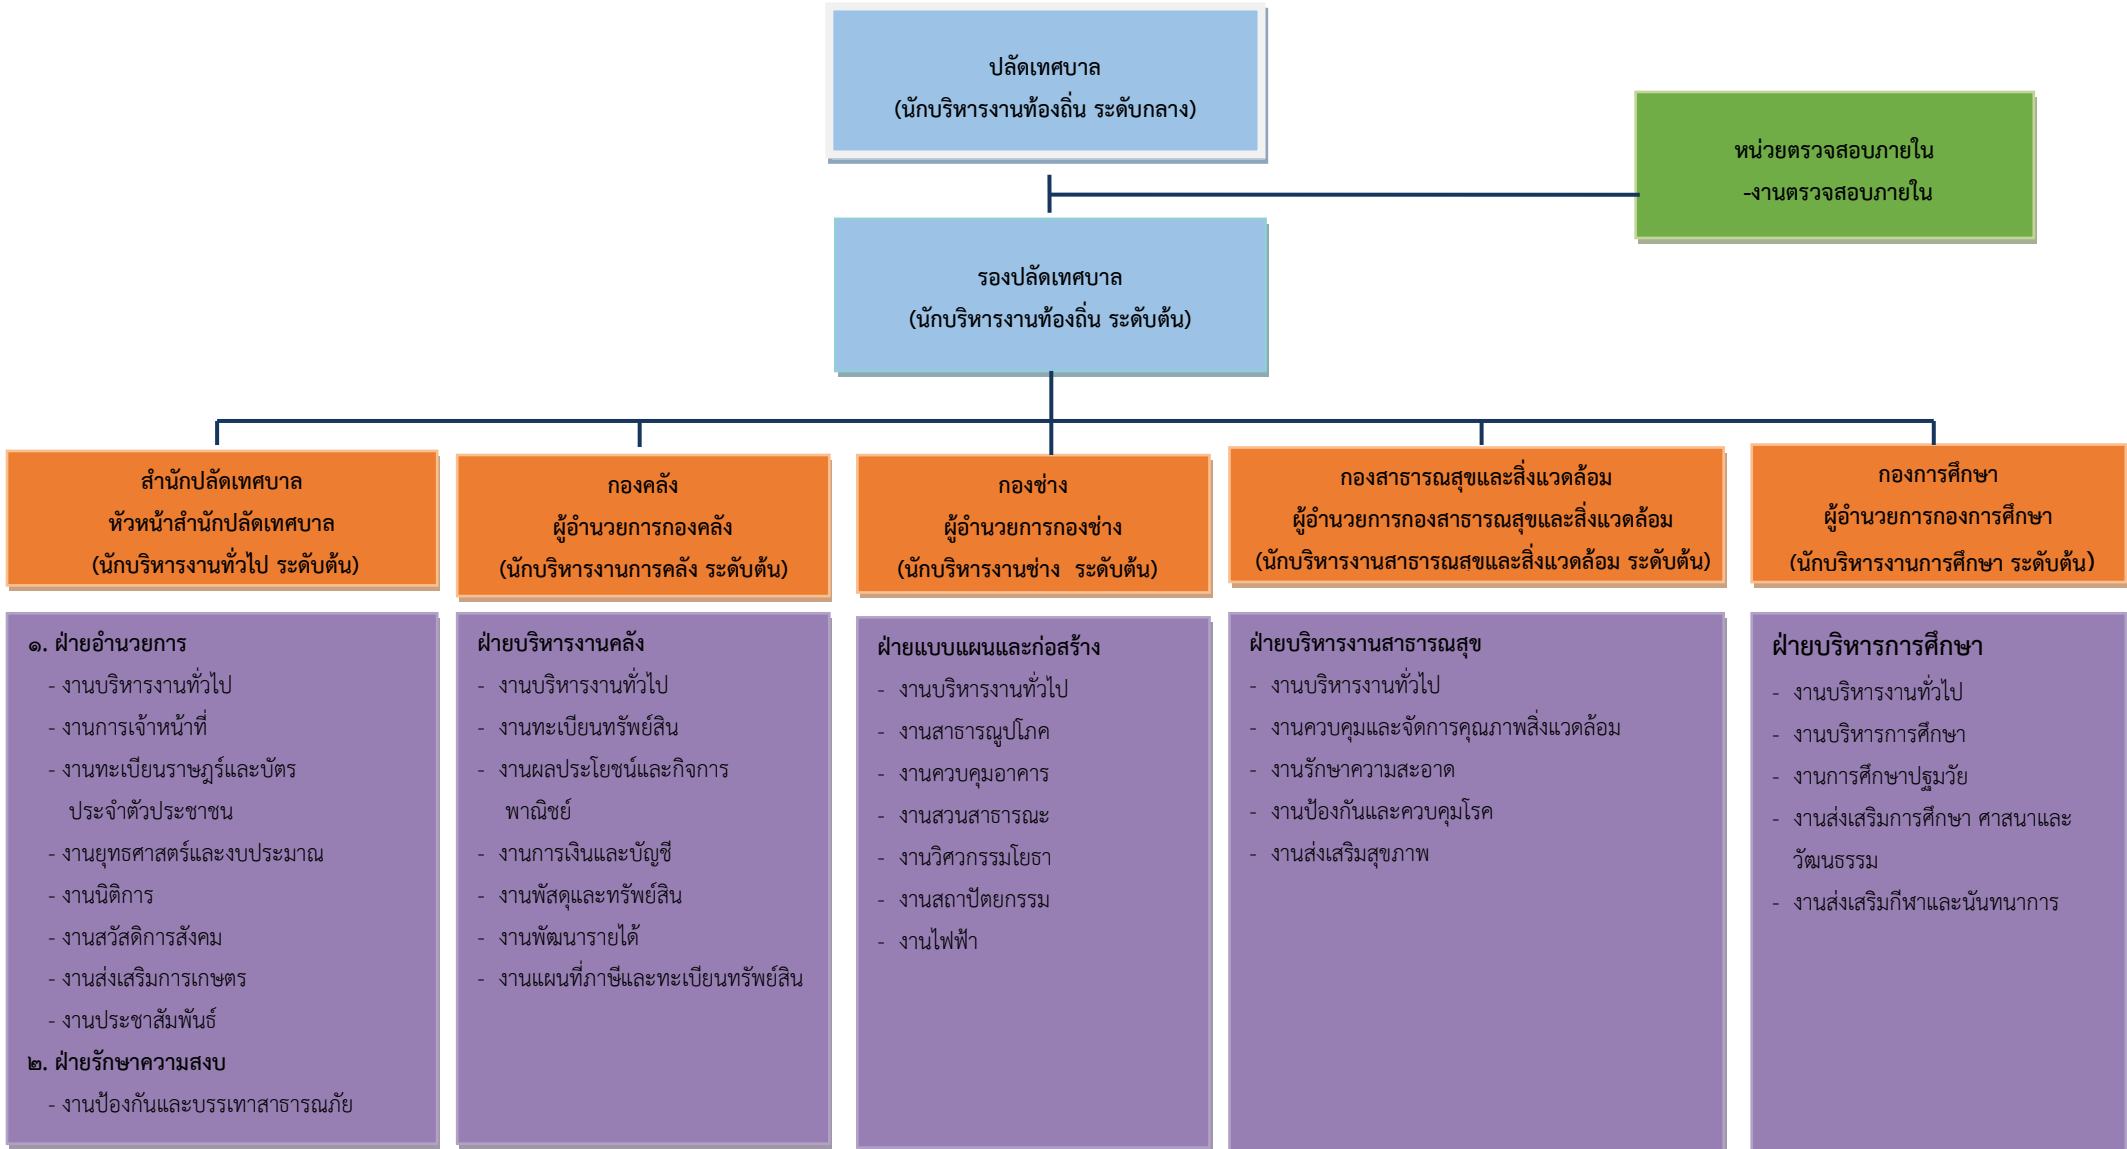 ปลัดเทศบาล
(นักบริหารงานท้องถิ่น ระดับกลาง)
หน่วยตรวจสอบภายใน
-งานตรวจสอบภายใน
รองปลัดเทศบาล
(นักบริหารงานท้องถิ่น ระดับต้น)
สำนักปลัดเทศบาล
หัวหน้าสำนักปลัดเทศบาล
(นักบริหารงานทั่วไป ระดับต้น)
กองคลัง
ผู้อำนวยการกองคลัง
(นักบริหารงานการคลัง ระดับต้น)
กองช่าง
ผู้อำนวยการกองช่าง
(นักบริหารงานช่าง ระดับต้น)
กองสาธารณสุขและสิ่งแวดล้อม
ผู้อำนวยการกองสาธารณสุขและสิ่งแวดล้อม
(นักบริหารงานสาธารณสขและสิ่งแวดล้อม ระดับต้น)
กองการศึกษา
ผู้อำนวยการกองการศึกษา
(นักบริหารงานการศึกษา ระดับต้น)
๑. ฝ่ายอำนวยการ
- งานบริหารงานทั่วไป
- งานการเจ้าหน้าที่
- งานทะเบียนราษฎร์และบัตร
ประจำตัวประชาชน
- งานยุทธศาสตร์และงบประมาณ
- งานนิติการ
- งานสวัสดิการสังคม
- งานส่งเสริมการเกษตร
- งานประชาสัมพันธ์
๒. ฝ่ายรักษาความสงบ
- งานป้องกันและบรรเทาสาธารณภัย
ฝ่ายบริหารงานคลัง
- งานบริหารงานทั่วไป
- งานทะเบียนทรัพย์สิน
- งานผลประโยชน์และกิจการ
พาณิชย์
- งานการเงินและบัญชี
- งานพัสดุและทรัพย์สิน
- งานพัฒนารายได้
- งานแผนที่ภาษีและทะเบียนทรัพย์สิน
ฝ่ายแบบแผนและก่อสร้าง
- งานบริหารงานทั่วไป
- งานสาธารณูปโภค
- งานควบคุมอาคาร
- งานสวนสาธารณะ
- งานวิศวกรรมโยธา
- งานสถาปัตยกรรม
- งานไฟฟ้า
ฝ่ายบริหารงานสาธารณสุข
- งานบริหารงานทั่วไป
- งานควบคุมและจัดการคุณภาพสิ่งแวดล้อม
- งานรักษาความสะอาด
- งานป้องกันและควบคุมโรค
- งานส่งเสริมสุขภาพ
ฝ่ายบริหารการศึกษา
- งานบริหารงานทั่วไป
- งานบริหารการศึกษา
- งานการศึกษาปฐมวัย
- งานส่งเสริมการศึกษา ศาสนาและ
วัฒนธรรม
- งานส่งเสริมกีฬาและนันทนาการ